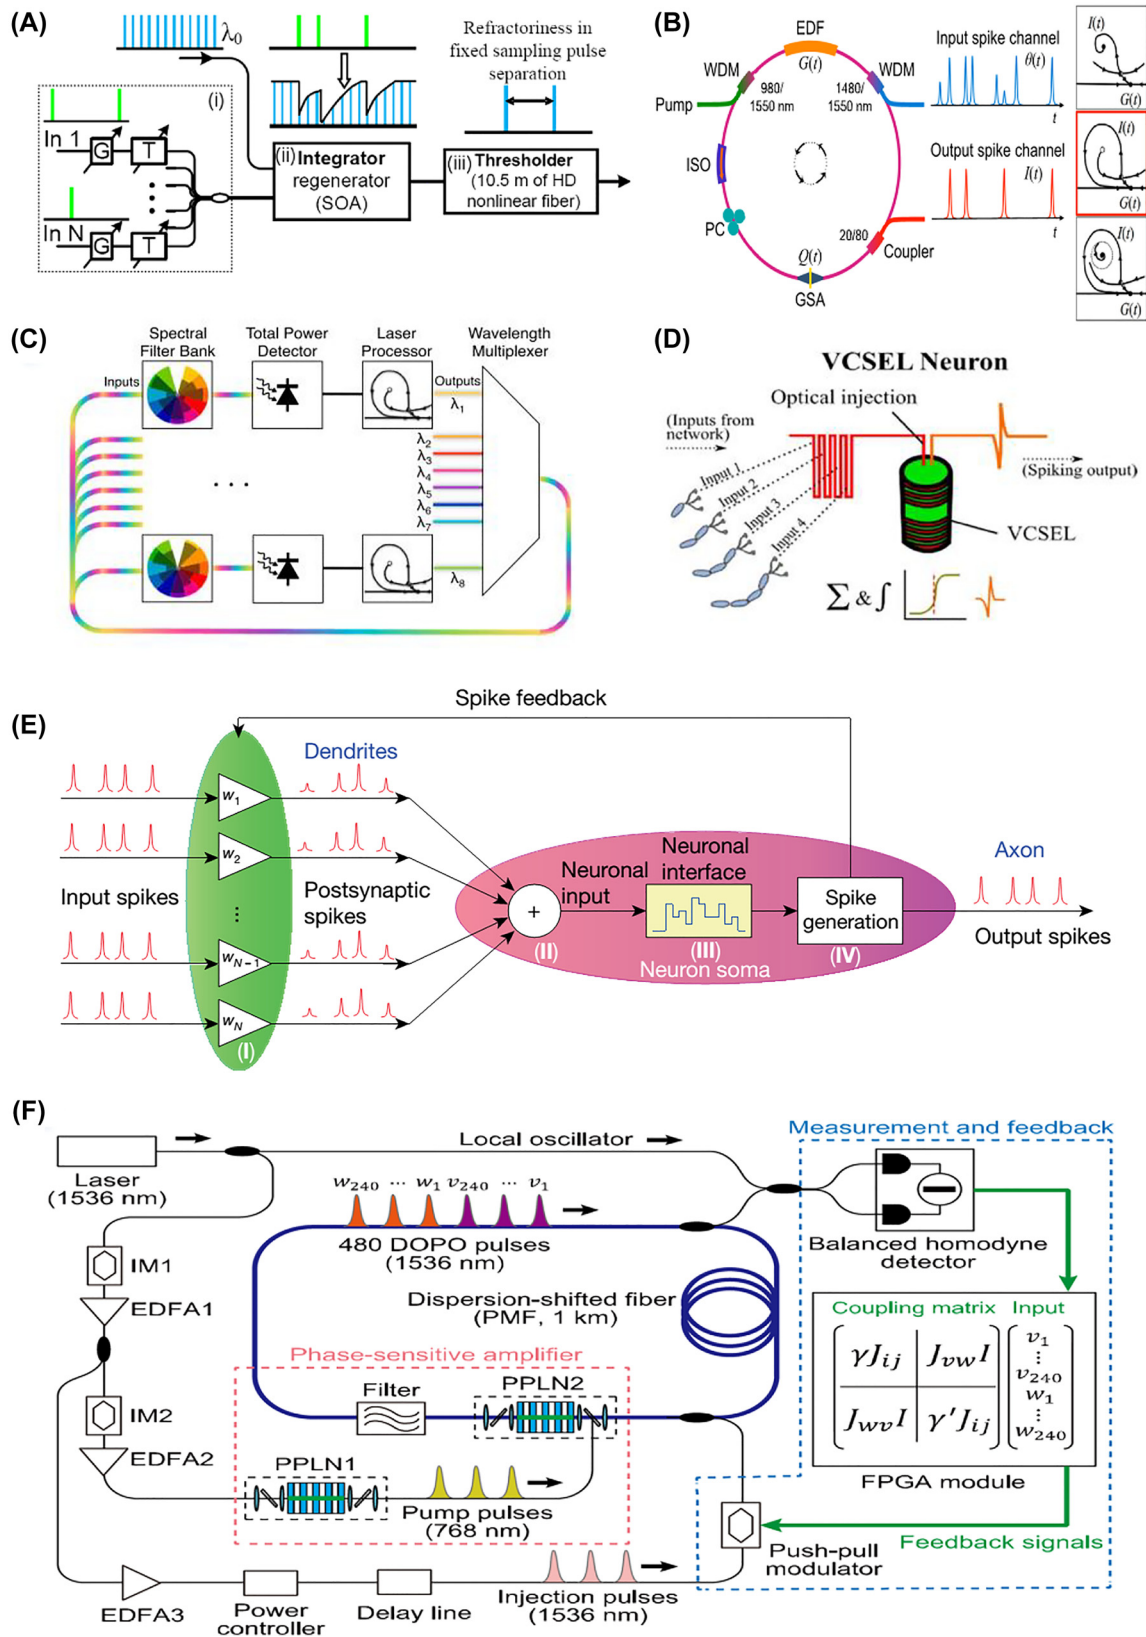 (A)
λ0
Refractoriness in
fixed sampling pulse
separation
(i)
In 1
G
T
In N
G
T
(ii) Integrator
regenerator
(SOA)
(iii) Thresholder
(10.5 m of HD
nonlinear fiber)
(B)
EDF
G(t)
WDM
WDM
980/
1550 nm
1480/
1550 nm
Pump
ISO
PC
Q(t)
GSA
20/80
Coupler
Input spike channel
θ(t)
t
Output spike channel
I(t)
t
I(t)
G(t)
I(t)
G(t)
I(t)
G(t)
(C)
Spectral
Filter Bank
Total Power
Detector
Laser
Processor
Wavelength
Multiplexer
Inputs
Outputs
λ1
λ2
λ3
λ4
λ5
λ6
λ7
λ8
(D)
VCSEL Neuron
Optical injection
(Inputs from
network)
Input 1
Input 2
Input 3
Input 4
(Spiking output)
VCSEL
∑ & ∫
(E)
Spike feedback
Dendrites
w1
w2
wN−1
wN
(I)
Input spikes
Postsynaptic
spikes
+
(II)
Neuronal
input
Neuronal
interface
(III)
Neuron soma
Spike
generation
(IV)
Axon
Output spikes
(F)
Laser
(1536 nm)
Local oscillator
Measurement and feedback
w240 ... w1 v240 ... v1
480 DOPO pulses
(1536 nm)
Balanced homodyne
detector
IM1
EDFA1
Dispersion-shifted fiber
(PMF, 1 km)
Coupling matrix Input
γJij JvwI
JwvI γ′Jij
v1
⋮
v240
w1
⋮
w240
FPGA module
Phase-sensitive amplifier
Filter
PPLN2
IM2
EDFA2
PPLN1
Pump pulses
(768 nm)
Feedback signals
Push-pull
modulator
EDFA3
Power
controller
Delay line
Injection pulses
(1536 nm)